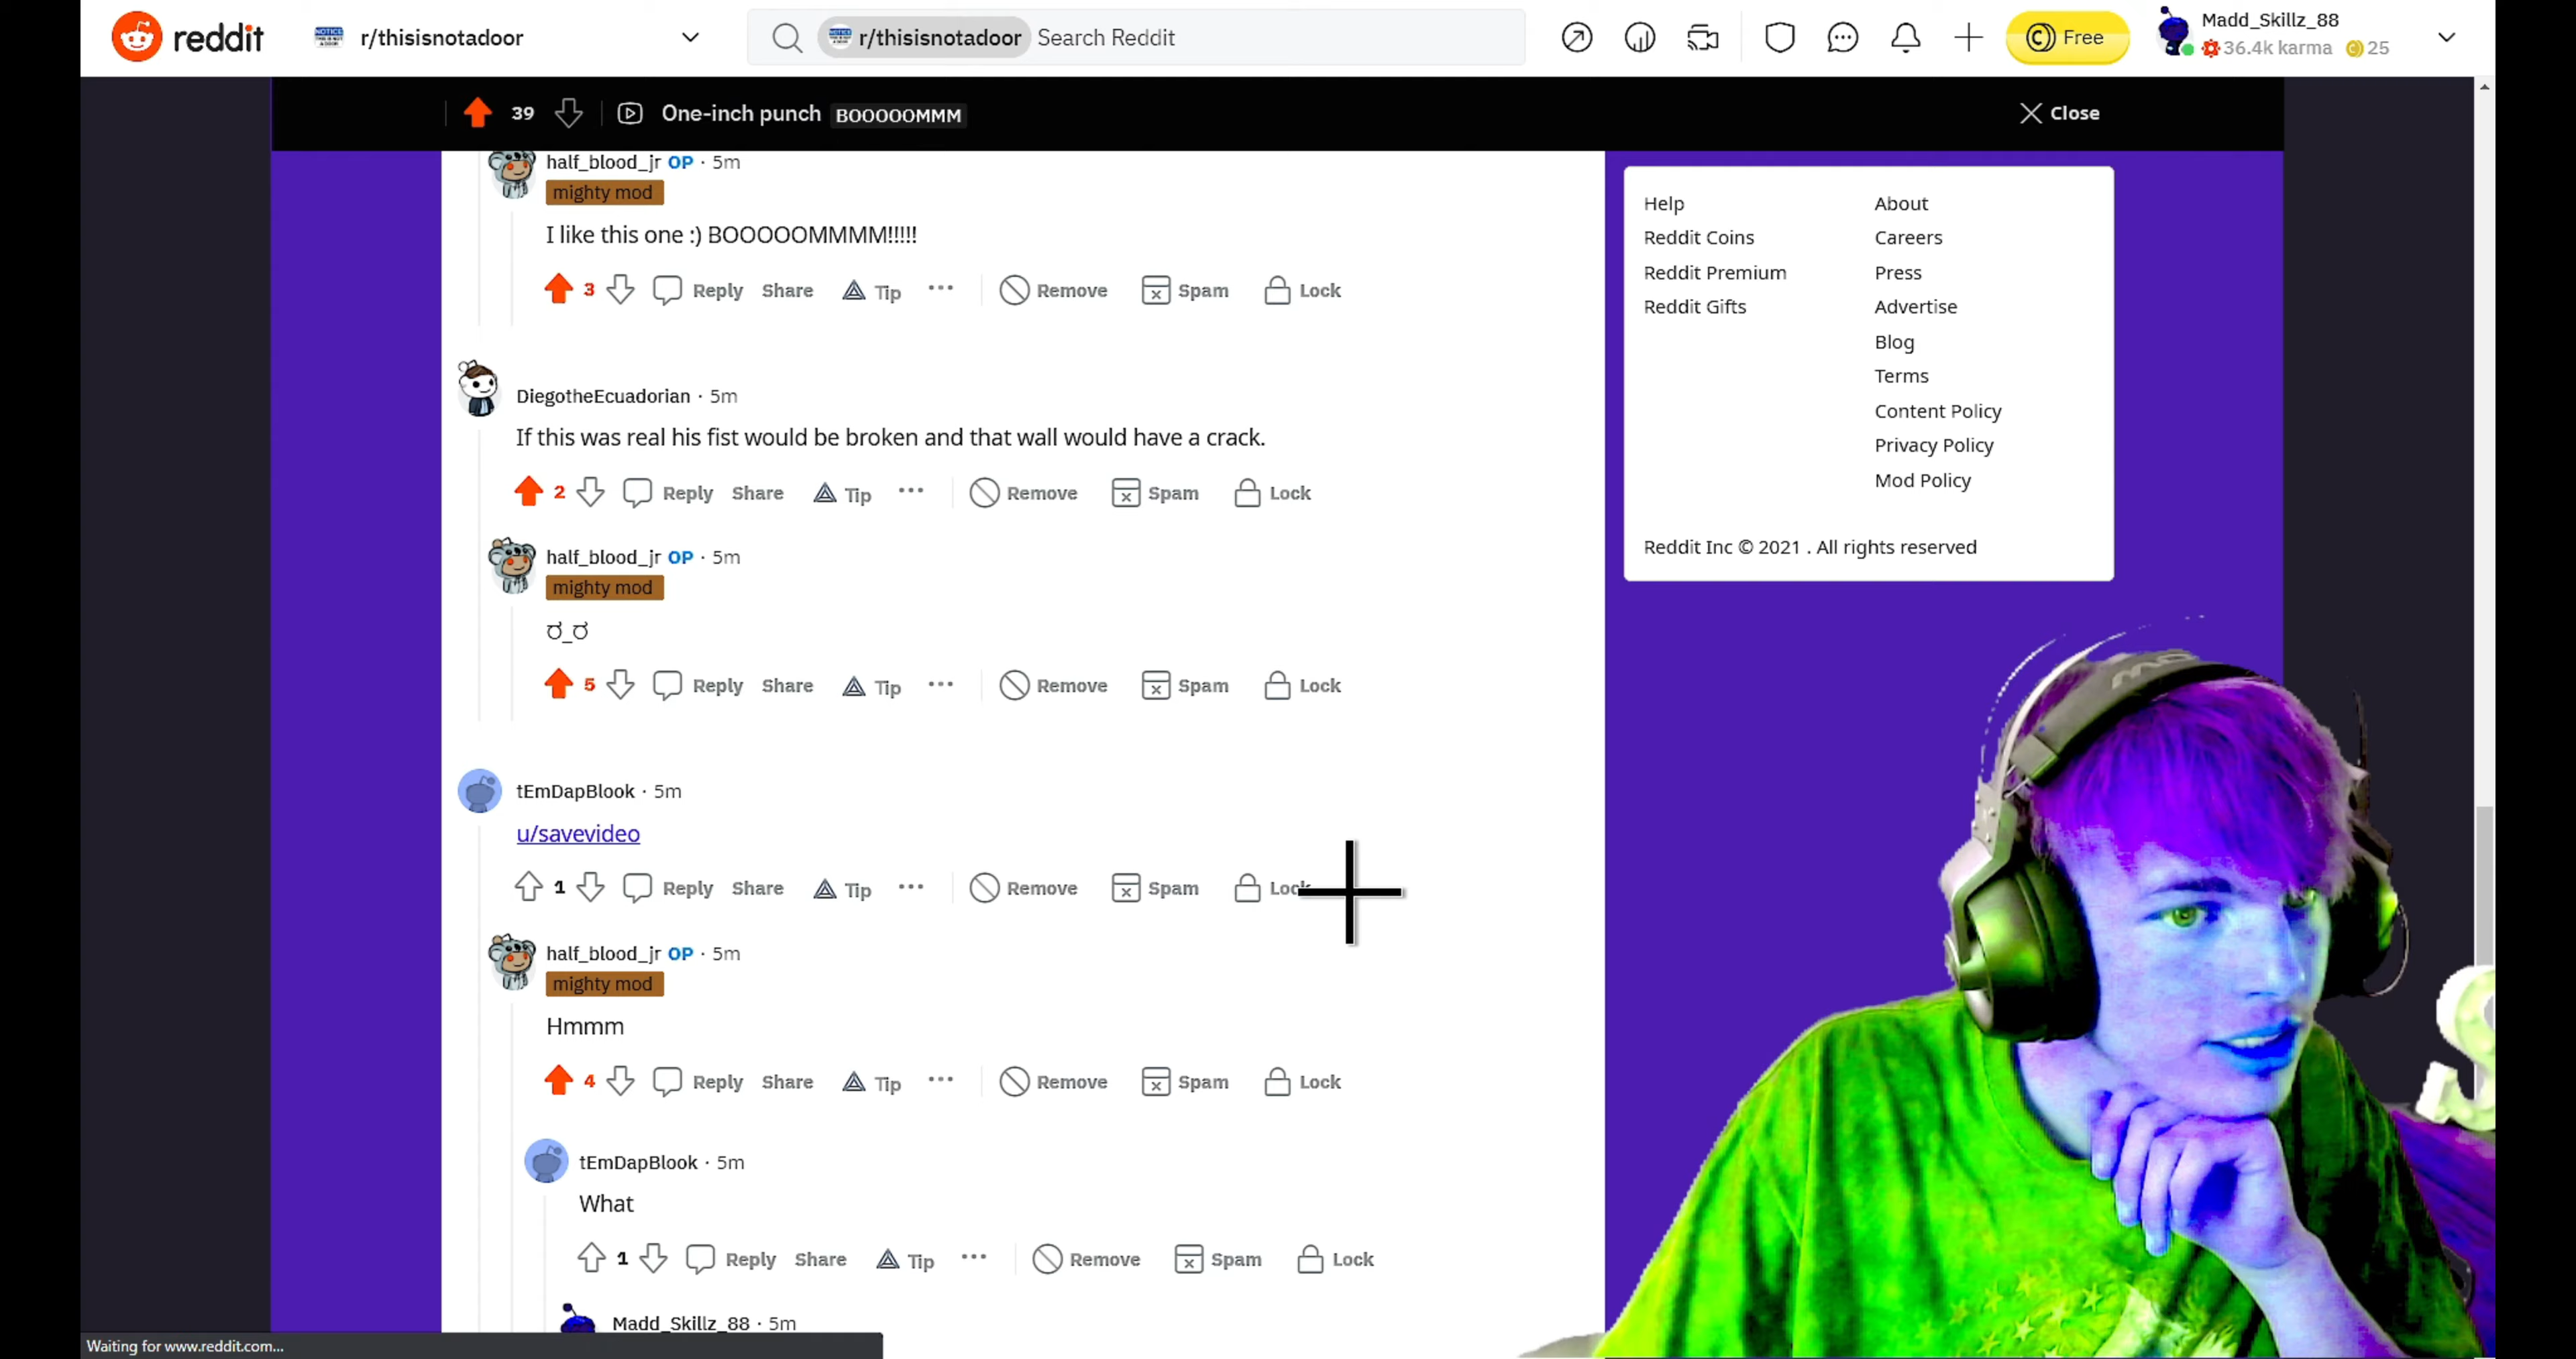 reddit r/thisisnotadoor r/thisisnotadoor Search Reddit Free Madd_Skillz_88
36.4k karma 25
39 One-inch punch BOOOOOMMM Close
half_blood_jr OP · 5m
mighty mod
I like this one :) BOOOOOMMMM!!!!!
3 Reply Share Tip ··· Remove Spam Lock
DiegotheEcuadorian · 5m
If this was real his fist would be broken and that wall would have a crack.
2 Reply Share Tip ··· Remove Spam Lock
half_blood_jr OP · 5m
mighty mod
ಠ_ಠ
5 Reply Share Tip ··· Remove Spam Lock
tEmDapBlook · 5m
u/savevideo
1 Reply Share Tip ··· Remove Spam Lock
half_blood_jr OP · 5m
mighty mod
Hmmm
4 Reply Share Tip ··· Remove Spam Lock
tEmDapBlook · 5m
What
1 Reply Share Tip ··· Remove Spam Lock
Madd_Skillz_88 · 5m
Help About
Reddit Coins Careers
Reddit Premium Press
Reddit Gifts Advertise
Blog
Terms
Content Policy
Privacy Policy
Mod Policy
Reddit Inc © 2021 . All rights reserved
Waiting for www.reddit.com...